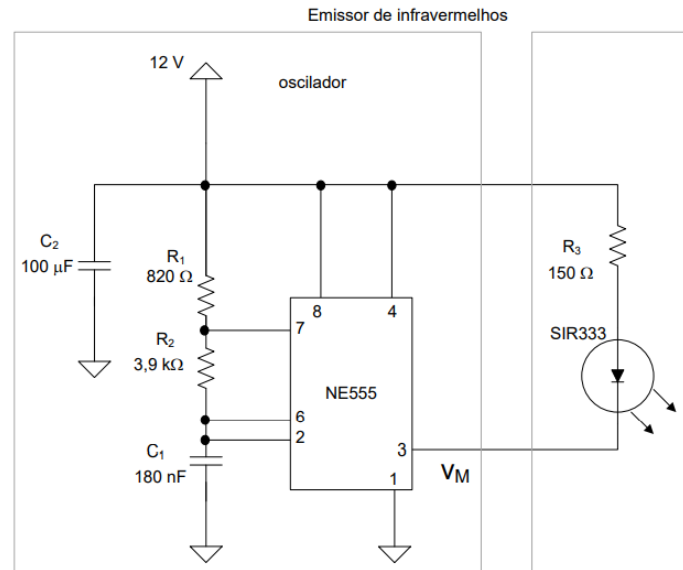 Emissor de infravermelhos
12 V
oscilador
C2
100 μF
R1
820 Ω
R3
150 Ω
8
4
7
SIR333
R2
3,9 kΩ
NE555
6
2
3
C1
180 nF
VM
1